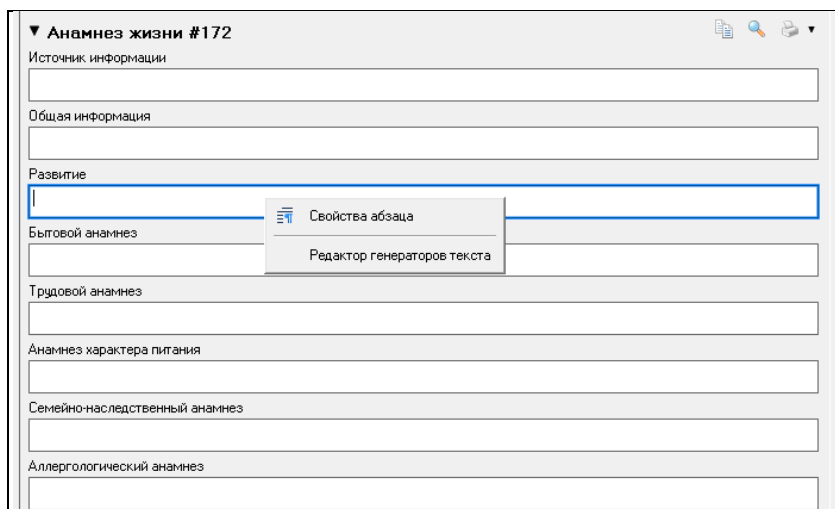 Анамнез жизни #172
Источник информации
Общая информация
Развитие
Свойства абзаца
Бытовой анамнез
Редактор генераторов текста
Трудовой анамнез
Анамнез характера питания
Семейно-наследственный анамнез
Аллергологический анамнез